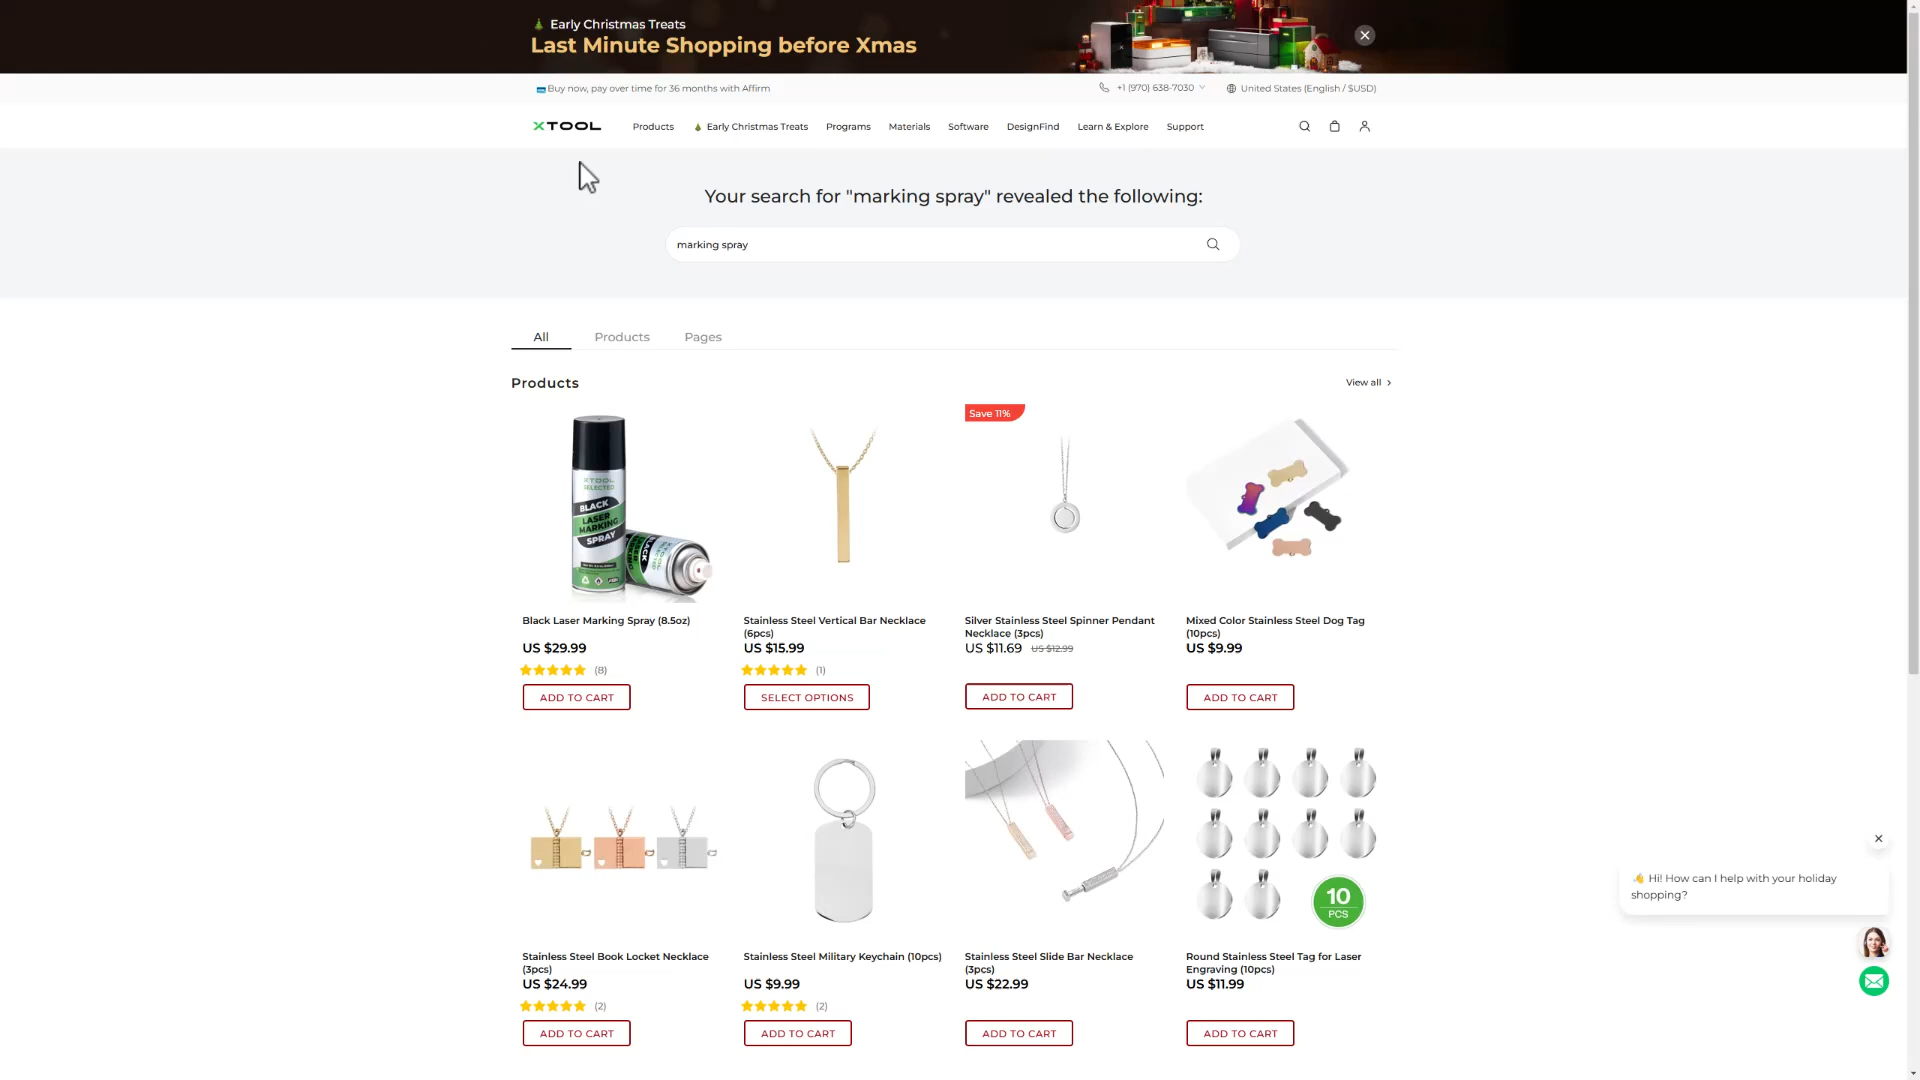 Early Christmas Treats
Last Minute Shopping before Xmas
Buy now, pay over time for 36 months with Affirm
+1 (970) 638-7030
United States (English / $USD)
XTOOL
Products
Early Christmas Treats
Programs
Materials
Software
DesignFind
Learn & Explore
Support
Your search for "marking spray" revealed the following:
marking spray
All
Products
Pages
Products
View all
Save 11%
XTOOL
SELECTED
BLACK
LASER
MARKING
SPRAY
Black Laser Marking Spray (8.5oz)
US $29.99
(8)
ADD TO CART
Stainless Steel Vertical Bar Necklace
(6pcs)
US $15.99
(1)
SELECT OPTIONS
Silver Stainless Steel Spinner Pendant
Necklace (3pcs)
US $11.69 US $12.99
ADD TO CART
Mixed Color Stainless Steel Dog Tag
(10pcs)
US $9.99
ADD TO CART
10
PCS
Stainless Steel Book Locket Necklace
(3pcs)
US $24.99
(2)
ADD TO CART
Stainless Steel Military Keychain (10pcs)
US $9.99
(2)
ADD TO CART
Stainless Steel Slide Bar Necklace
(3pcs)
US $22.99
ADD TO CART
Round Stainless Steel Tag for Laser
Engraving (10pcs)
US $11.99
ADD TO CART
Hi! How can I help with your holiday
shopping?